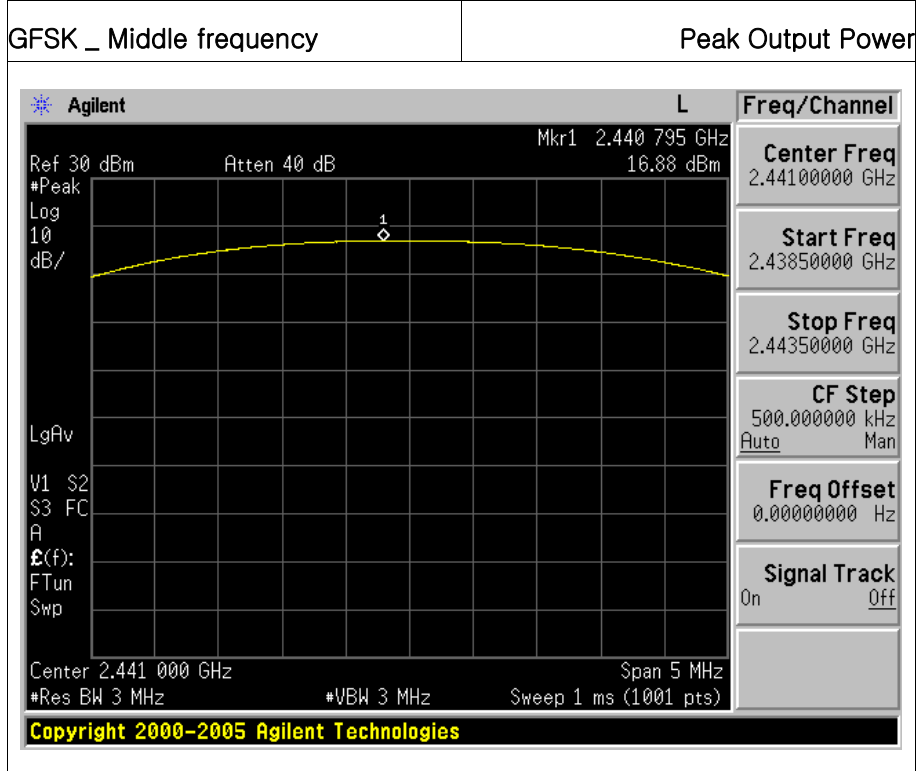 GFSK _ Middle frequency
Peak Output Power
Agilent
L
Freq/Channel
Mkr1 2.440 795 GHz
Ref 30 dBm Atten 40 dB 16.88 dBm
#Peak
Log
10
dB/
1
LgAv
V1 S2
S3 FC
A
£(f):
FTun
Swp
Center 2.441 000 GHz Span 5 MHz
#Res BW 3 MHz #VBW 3 MHz Sweep 1 ms (1001 pts)
Center Freq
2.44100000 GHz
Start Freq
2.43850000 GHz
Stop Freq
2.44350000 GHz
CF Step
500.000000 kHz
Auto Man
Freq Offset
0.00000000 Hz
Signal Track
On Off
Copyright 2000-2005 Agilent Technologies